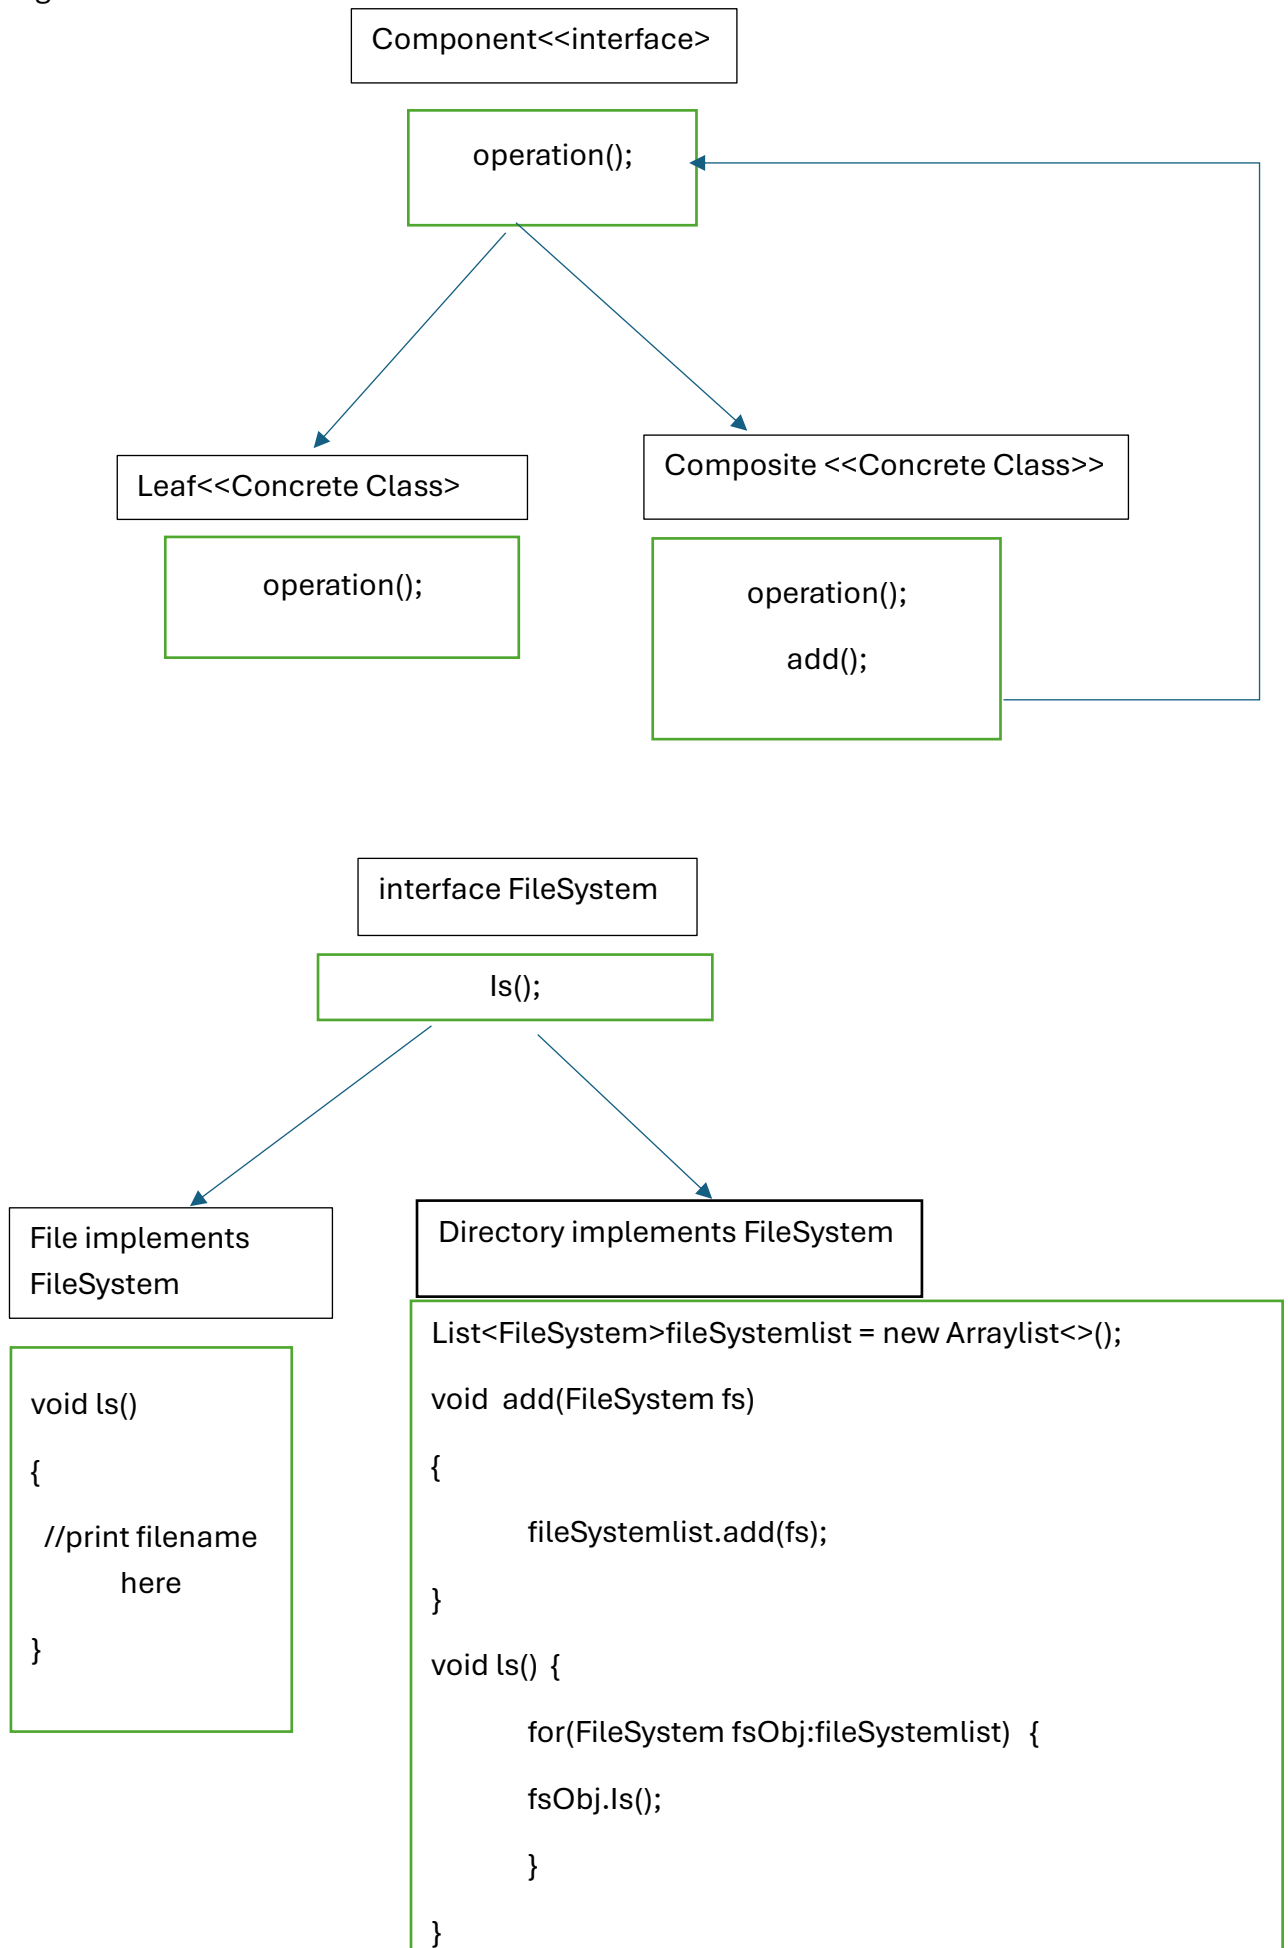 Component<<interface>
operation();
Leaf<<Concrete Class>
Composite <<Concrete Class>>
operation();
operation();
add();
interface FileSystem
Is();
File implements
FileSystem
Directory implements FileSystem
void ls()
{
//print filename
here
}
List<FileSystem>fileSystemlist = new Arraylist<>();
void  add(FileSystem fs)
{
fileSystemlist.add(fs);
}
void ls() {
for(FileSystem fsObj:fileSystemlist)  {
fsObj.Is();
}
}